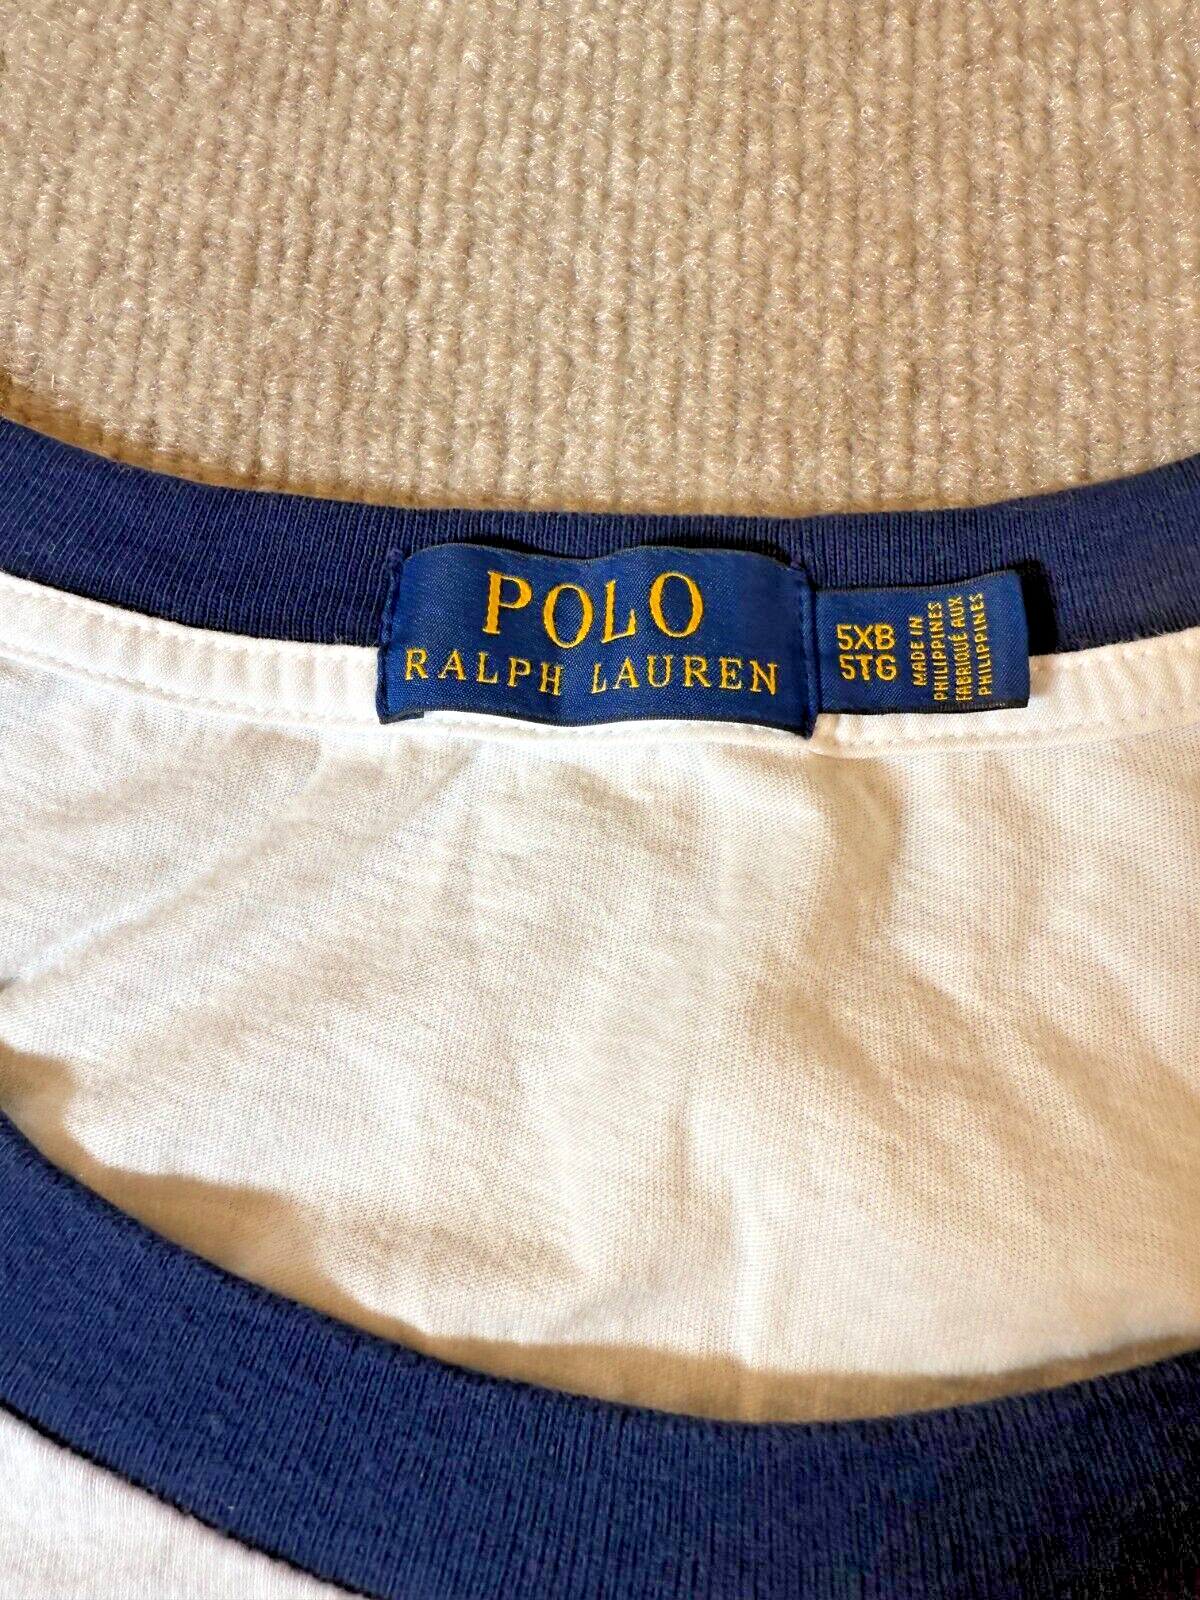 POLO
RALPH LAUREN
5XB
5TG
MADE IN
PHILIPPINES
FABRIQUÉ AUX
PHILIPPINES